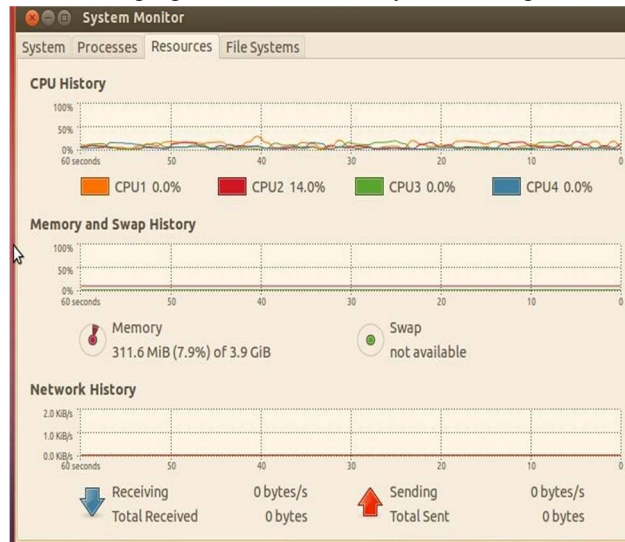 System Monitor
System Processes Resources File Systems
CPU History
100%
50%
0%
60 seconds 50 40 30 20 10 0
CPU1 0.0% CPU2 14.0% CPU3 0.0% CPU4 0.0%
Memory and Swap History
100%
50%
0%
60 seconds 50 40 30 20 10 0
Memory Swap
311.6 MiB (7.9%) of 3.9 GiB not available
Network History
2.0 KiB/s
1.0 KiB/s
0.0 KiB/s
60 seconds 50 40 30 20 10 0
Receiving 0 bytes/s Sending 0 bytes/s
Total Received 0 bytes Total Sent 0 bytes